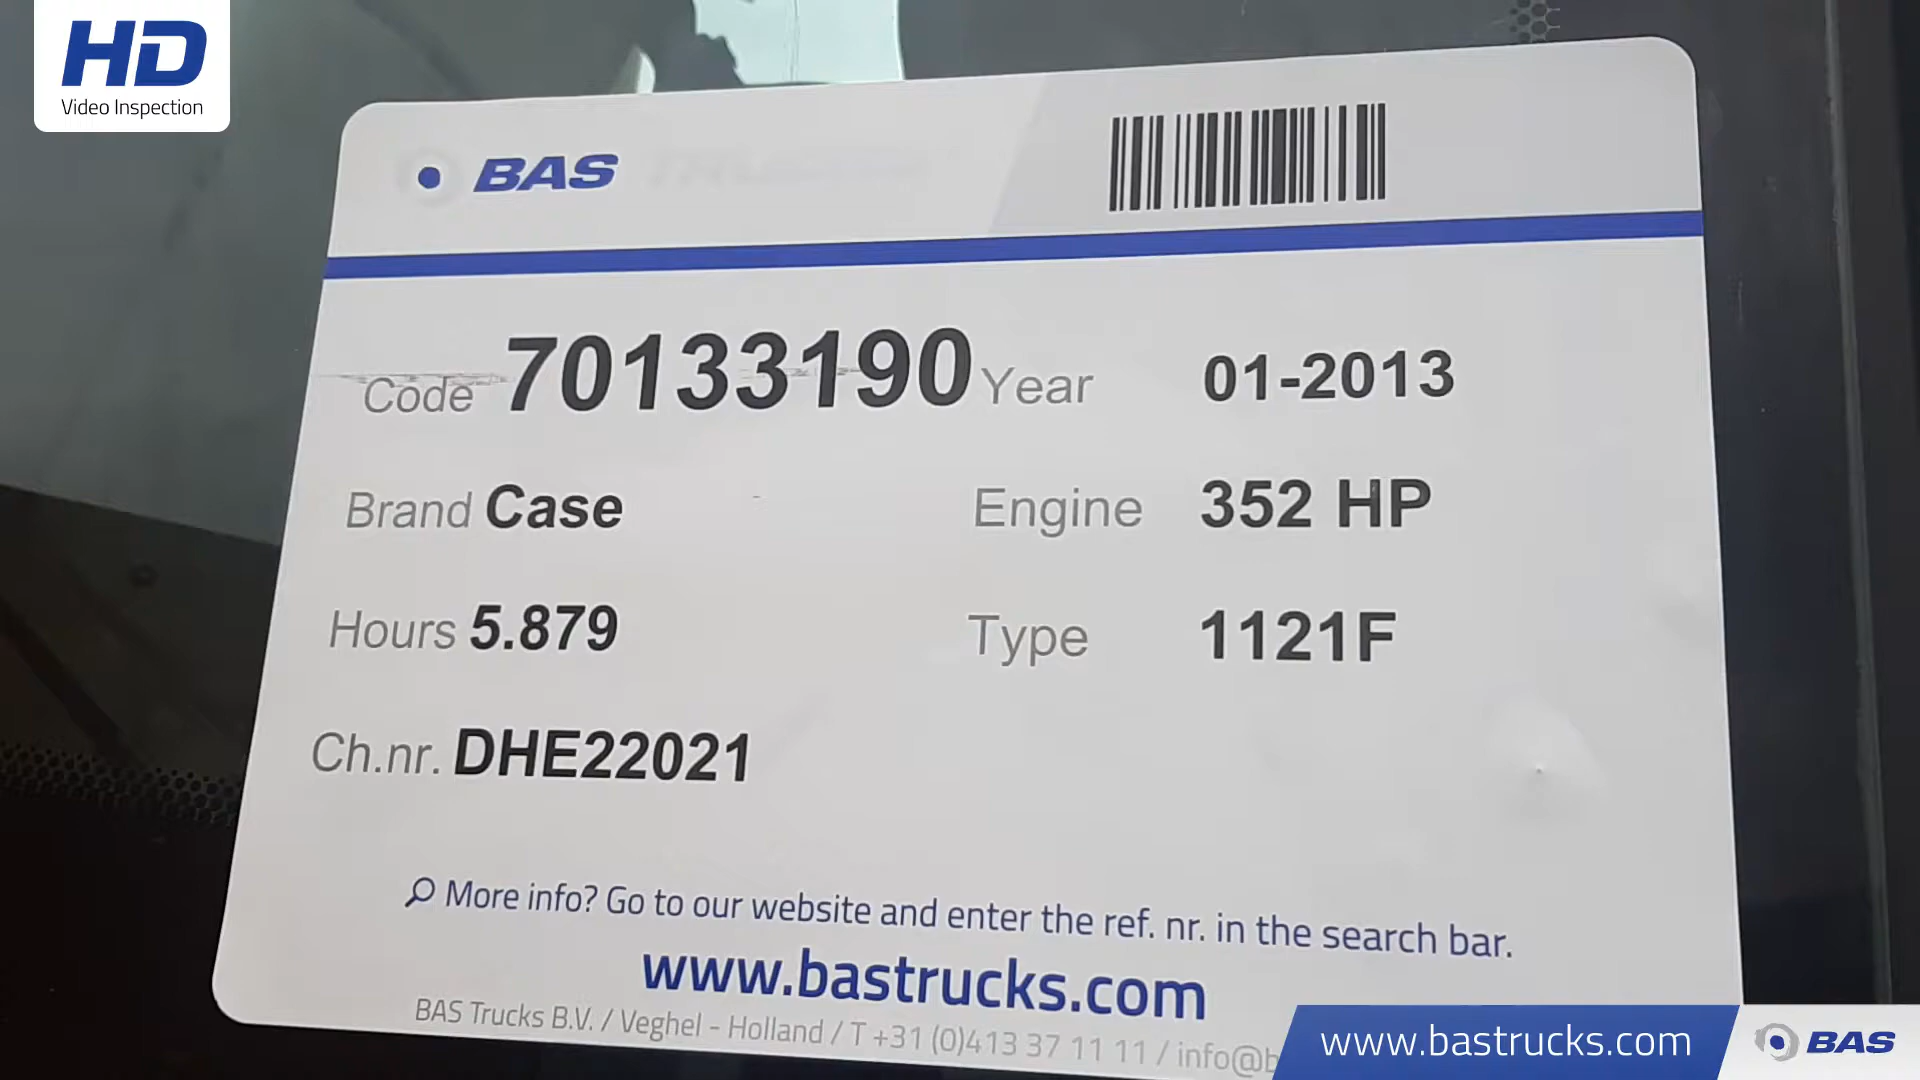 HD
Video Inspection
BAS
Code 70133190 Year 01-2013
Brand Case Engine 352 HP
Hours 5.879 Type 1121F
Ch.nr. DHE22021
More info? Go to our website and enter the ref. nr. in the search bar.
www.bastrucks.com
BAS Trucks B.V. / Veghel - Holland / T +31 (0)413 37 11 11 / info@b
www.bastrucks.com BAS